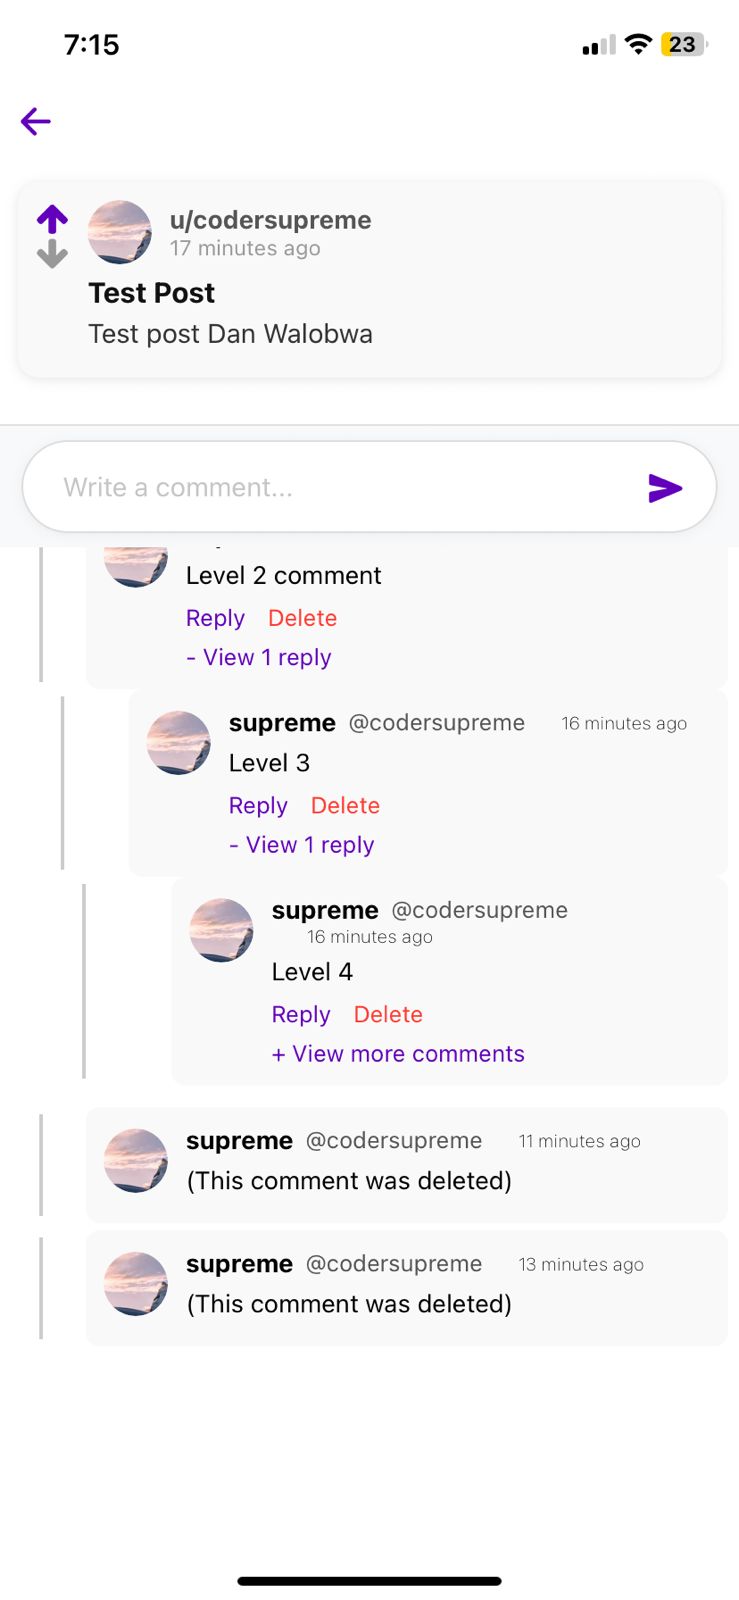 7:15
23
u/codersupreme
17 minutes ago
Test Post
Test post Dan Walobwa
Write a comment...
Level 2 comment
Reply Delete
- View 1 reply
supreme @codersupreme 16 minutes ago
Level 3
Reply Delete
- View 1 reply
supreme @codersupreme
16 minutes ago
Level 4
Reply Delete
+ View more comments
supreme @codersupreme 11 minutes ago
(This comment was deleted)
supreme @codersupreme 13 minutes ago
(This comment was deleted)